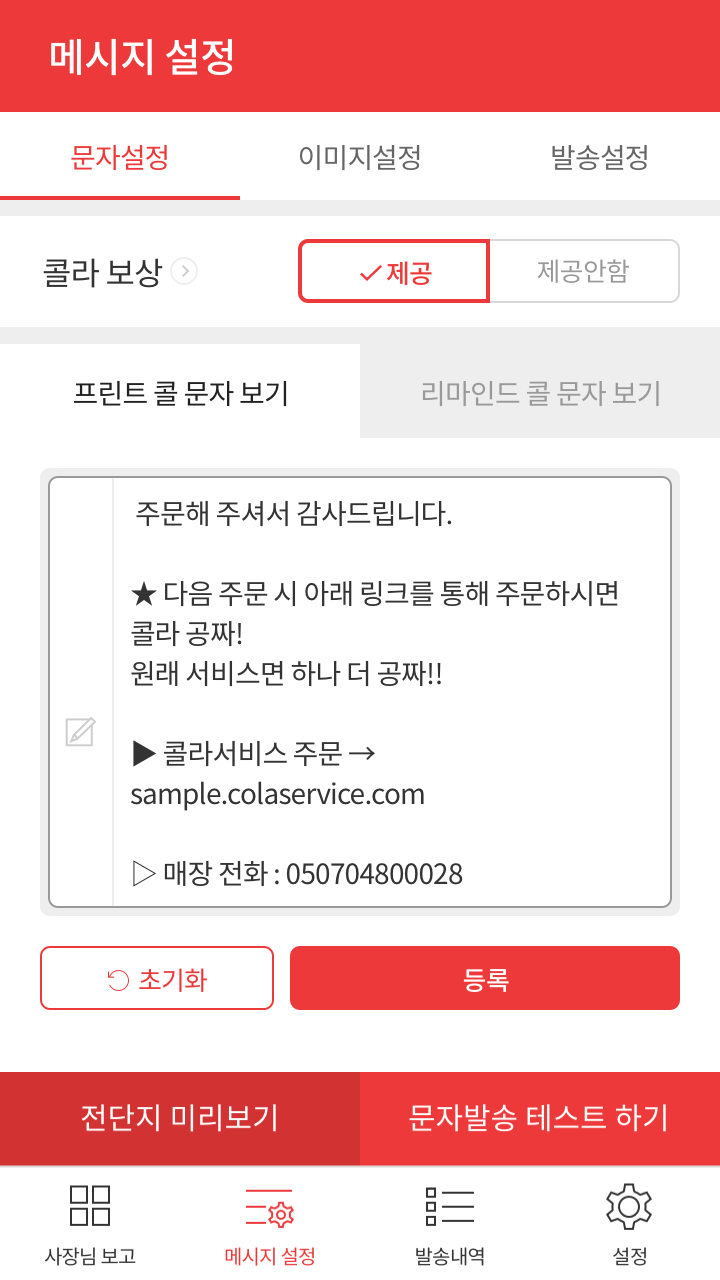 메시지 설정
문자설정
이미지설정
발송설정
콜라 보상
제공
제공안함
프린트 콜 문자 보기
리마인드 콜 문자 보기
주문해 주셔서 감사드립니다.
★ 다음 주문 시 아래 링크를 통해 주문하시면
콜라 공짜!
원래 서비스면 하나 더 공짜!!
▶ 콜라서비스 주문 →
sample.colaservice.com
▷ 매장 전화 : 050704800028
초기화
등록
전단지 미리보기
문자발송 테스트 하기
사장님 보고
메시지 설정
발송내역
설정